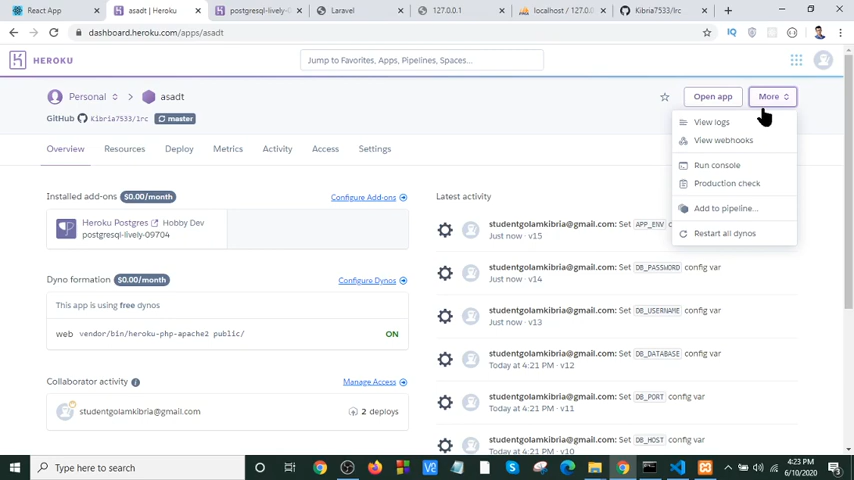 React App
asadt | Heroku
postgresql-lively-0
Laravel
127.0.0.1
localhost / 127.0.0
Kibria7533/lrc
dashboard.heroku.com/apps/asadt
HEROKU
Jump to Favorites, Apps, Pipelines, Spaces...
Personal
asadt
Open app
More
GitHub Kibria7533/lrc master
View logs
View webhooks
Run console
Production check
Add to pipeline...
Restart all dynos
Overview Resources Deploy Metrics Activity Access Settings
Installed add-ons $0.00/month
Configure Add-ons
Heroku Postgres Hobby Dev
postgresql-lively-09704
Dyno formation $0.00/month
Configure Dynos
This app is using free dynos
web vendor/bin/heroku-php-apache2 public/ ON
Collaborator activity
Manage Access
studentgolamkibria@gmail.com 2 deploys
Latest activity
studentgolamkibria@gmail.com: Set APP_ENV
Just now · v15
studentgolamkibria@gmail.com: Set DB_PASSWORD config var
Just now · v14
studentgolamkibria@gmail.com: Set DB_USERNAME config var
Just now · v13
studentgolamkibria@gmail.com: Set DB_DATABASE config var
Today at 4:21 PM · v12
studentgolamkibria@gmail.com: Set DB_PORT config var
Today at 4:21 PM · v11
studentgolamkibria@gmail.com: Set DB_HOST config var
Today at 4:21 PM · v10
Type here to search
4:23 PM
6/10/2020